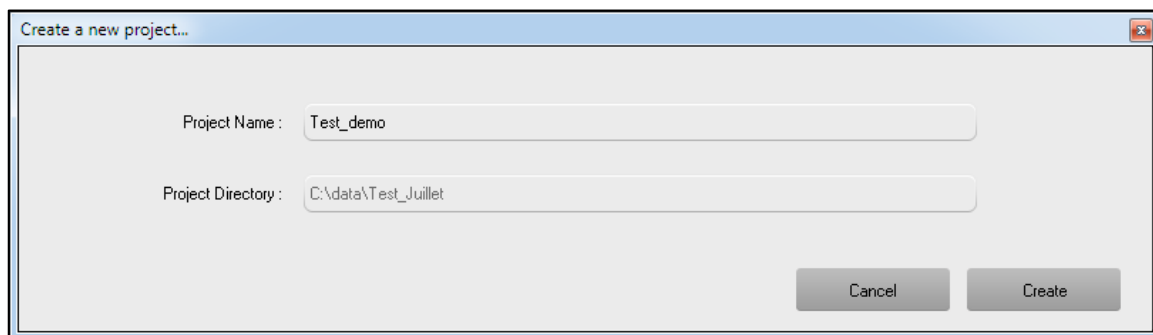 Create a new project...
Project Name : Test_demo
Project Directory : C:\data\Test_Juillet
Cancel Create